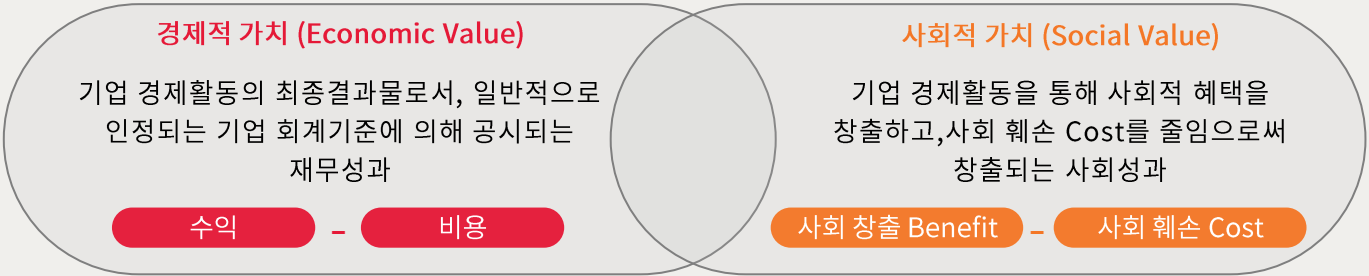 경제적 가치 (Economic Value)
기업 경제활동의 최종결과물로서, 일반적으로
인정되는 기업 회계기준에 의해 공시되는
재무성과
수익 – 비용
사회적 가치 (Social Value)
기업 경제활동을 통해 사회적 혜택을
창출하고,사회 훼손 Cost를 줄임으로써
창출되는 사회성과
사회 창출 Benefit – 사회 훼손 Cost